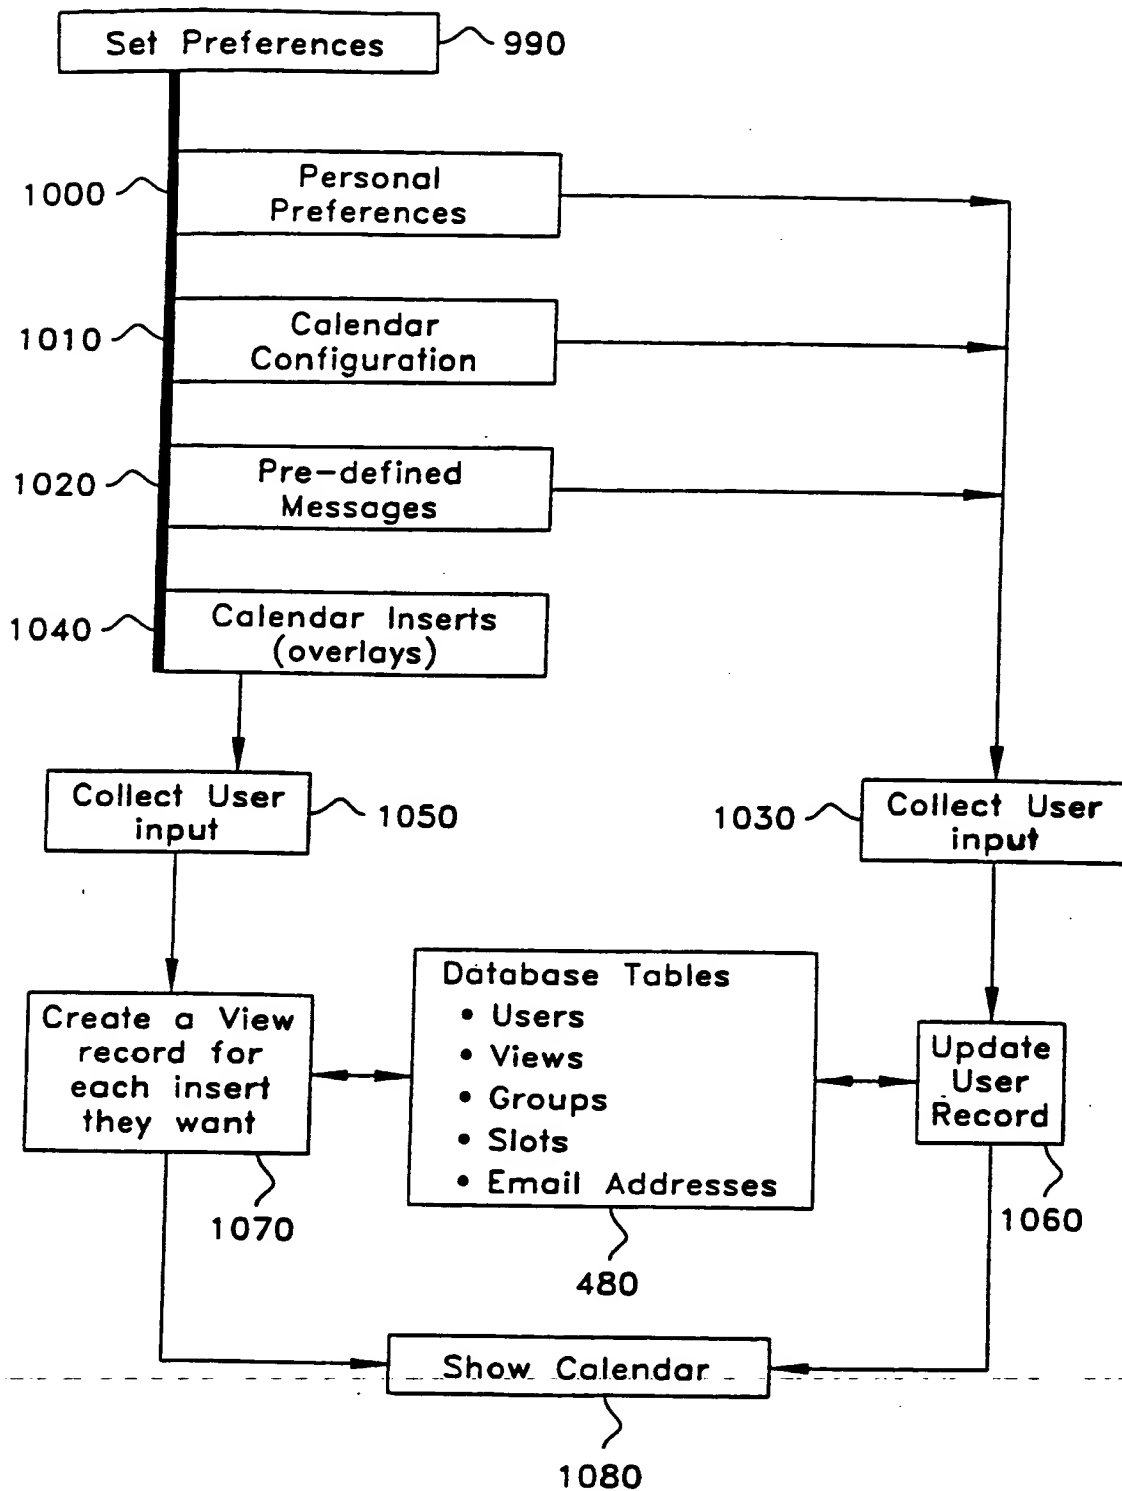 Set Preferences
990
1000
Personal
Preferences
1010
Calendar
Configuration
1020
Pre-defined
Messages
1040
Calendar Inserts
(overlays)
Collect User
input
1050
1030
Collect User
input
Create a View
record for
each insert
they want
1070
Database Tables
• Users
• Views
• Groups
• Slots
• Email Addresses
480
Update
User
Record
1060
Show Calendar
1080